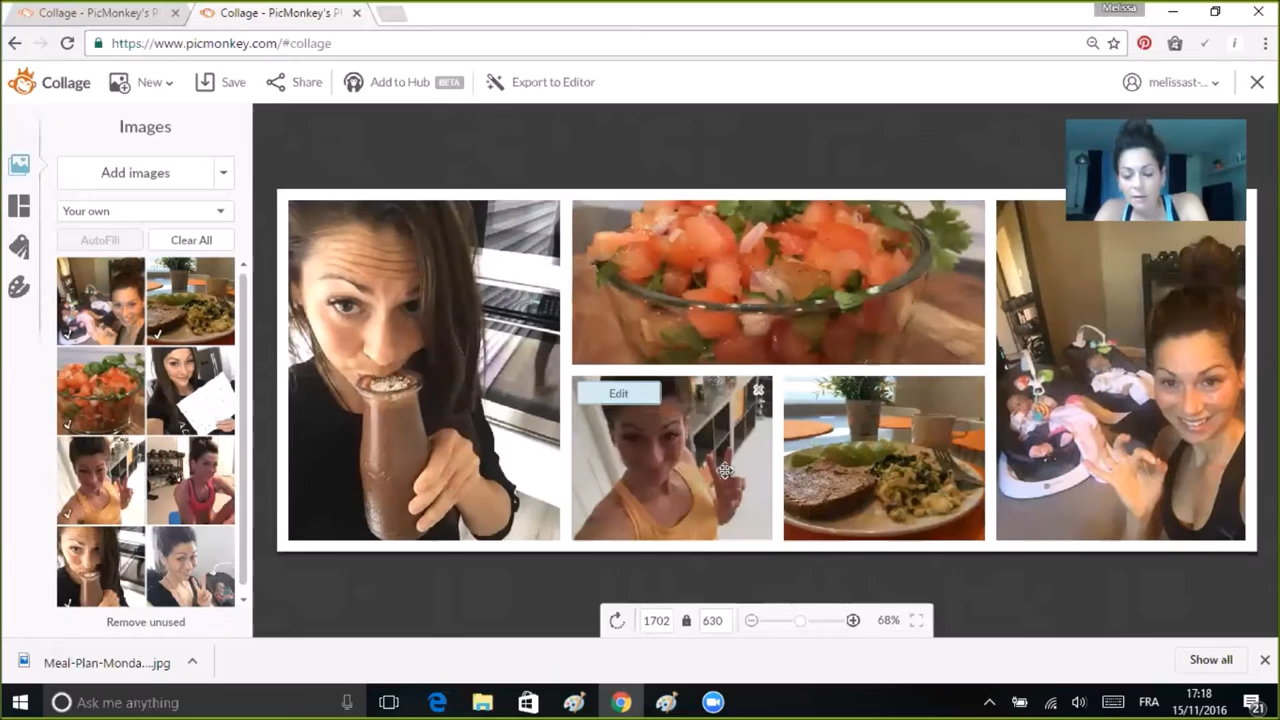 Collage - PicMonkey's P
Collage - PicMonkey's P
Melissa
https://www.picmonkey.com/#collage
Collage
New
Save
Share
Add to Hub BETA
Export to Editor
melissast-...
Images
Add images
Your own
AutoFill
Clear All
Edit
Remove unused
1702
630
68%
Meal-Plan-Monda....jpg
Show all
Ask me anything
FRA
17:18
15/11/2016
21